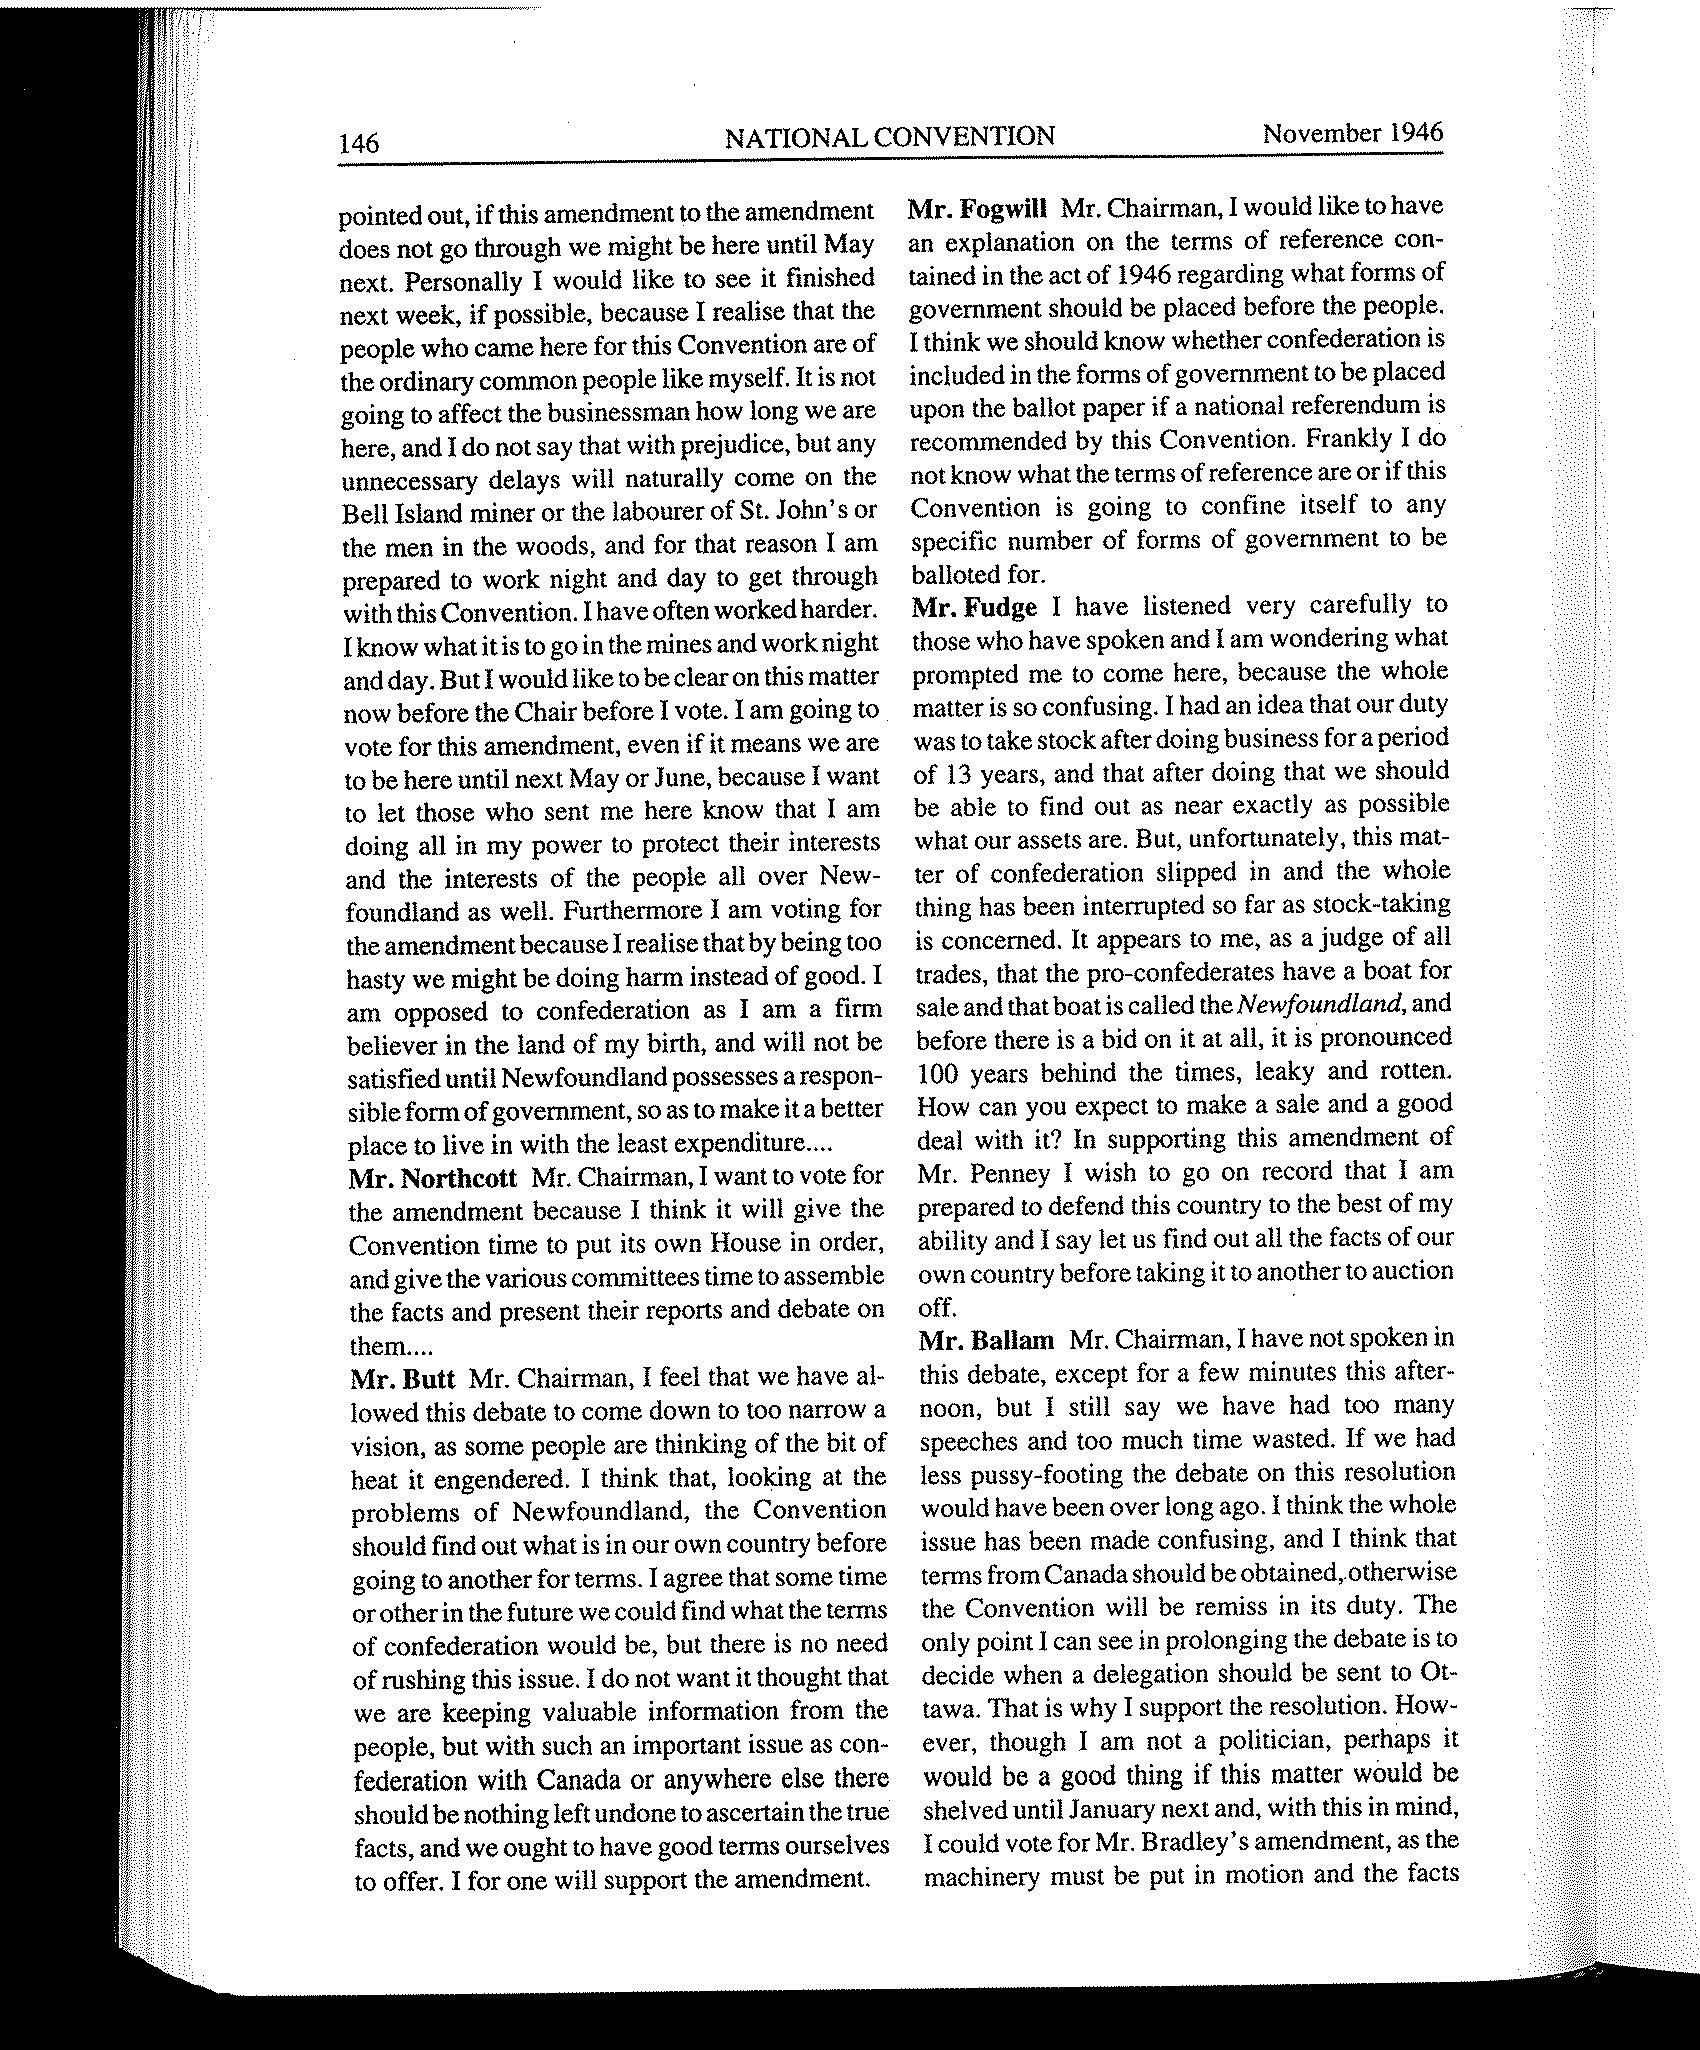 146 NATIONAL CONVENTION November 1946
pointed out, if this amendment to the amendment
does not go through we might be here until May
next. Personally I would like to see it finished
next week, if possible, because I realise that the
people who came here for this Convention are of
the ordinary common people like myself. It is not
going to affect the businessman how long we are
here, and I do not say that with prejudice, but any
unnecessary delays will naturally come on the
Bell Island miner or the labourer of St. John's or
the men in the woods, and for that reason I am
prepared to work night and day to get through
with this Convention. I have often worked harder.
I know what it is to go in the mines and work night
and day. But I would like to be clear on this matter
now before the Chair before I vote. I am going to
vote for this amendment, even if it means we are
to be here until next May or June, because I want
to let those who sent me here know that I am
doing all in my power to protect their interests
and the interests of the people all over New-
foundland as well. Furthermore I am voting for
the amendment because I realise that by being too
hasty we might be doing harm instead of good. I
am opposed to confederation as I am a firm
believer in the land of my birth, and will not be
satisfied until Newfoundland possesses a respon-
sible form of government, so as to make it a better
place to live in with the least expenditure....
Mr. Northcott Mr. Chairman, I want to vote for
the amendment because I think it will give the
Convention time to put its own House in order,
and give the various committees time to assemble
the facts and present their reports and debate on
them....
Mr. Butt Mr. Chairman, I feel that we have al-
lowed this debate to come down to too narrow a
vision, as some people are thinking of the bit of
heat it engendered. I think that, looking at the
problems of Newfoundland, the Convention
should find out what is in our own country before
going to another for terms. I agree that some time
or other in the future we could find what the terms
of confederation would be, but there is no need
of rushing this issue. I do not want it thought that
we are keeping valuable information from the
people, but with such an important issue as con-
federation with Canada or anywhere else there
should be nothing left undone to ascertain the true
facts, and we ought to have good terms ourselves
to offer. I for one will support the amendment.
Mr. Fogwill Mr. Chairman, I would like to have
an explanation on the terms of reference con-
tained in the act of 1946 regarding what forms of
government should be placed before the people.
I think we should know whether confederation is
included in the forms of government to be placed
upon the ballot paper if a national referendum is
recommended by this Convention. Frankly I do
not know what the terms of reference are or if this
Convention is going to confine itself to any
specific number of forms of government to be
balloted for.
Mr. Fudge I have listened very carefully to
those who have spoken and I am wondering what
prompted me to come here, because the whole
matter is so confusing. I had an idea that our duty
was to take stock after doing business for a period
of 13 years, and that after doing that we should
be able to find out as near exactly as possible
what our assets are. But, unfortunately, this mat-
ter of confederation slipped in and the whole
thing has been interrupted so far as stock-taking
is concerned. It appears to me, as a judge of all
trades, that the pro-confederates have a boat for
sale and that boat is called the Newfoundland, and
before there is a bid on it at all, it is pronounced
100 years behind the times, leaky and rotten.
How can you expect to make a sale and a good
deal with it? In supporting this amendment of
Mr. Penney I wish to go on record that I am
prepared to defend this country to the best of my
ability and I say let us find out all the facts of our
own country before taking it to another to auction
off.
Mr. Ballam Mr. Chairman, I have not spoken in
this debate, except for a few minutes this after-
noon, but I still say we have had too many
speeches and too much time wasted. If we had
less pussy-footing the debate on this resolution
would have been over long ago. I think the whole
issue has been made confusing, and I think that
terms from Canada should be obtained, otherwise
the Convention will be remiss in its duty. The
only point I can see in prolonging the debate is to
decide when a delegation should be sent to Ot-
tawa. That is why I support the resolution. How-
ever, though I am not a politician, perhaps it
would be a good thing if this matter would be
shelved until January next and, with this in mind,
I could vote for Mr. Bradley's amendment, as the
machinery must be put in motion and the facts